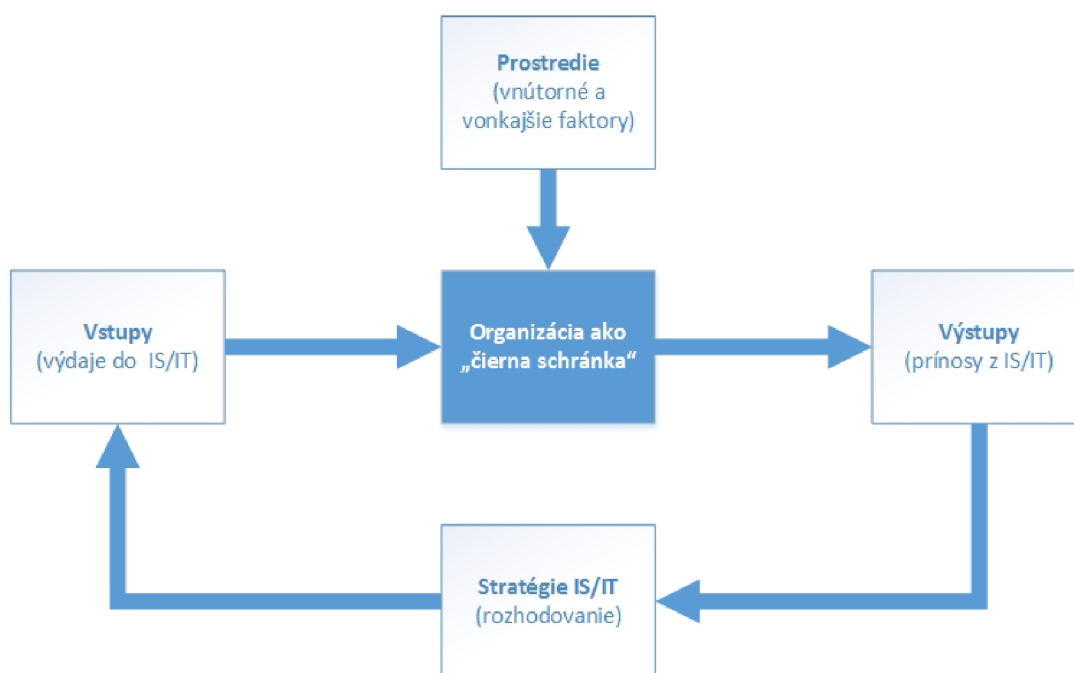 Prostredie
(vnútorné a
vonkajšie faktory)
Vstupy
(výdaje do  IS/IT)
Organizácia ako
„čierna schránka“
Výstupy
(prínosy z IS/IT)
Stratégie IS/IT
(rozhodovanie)